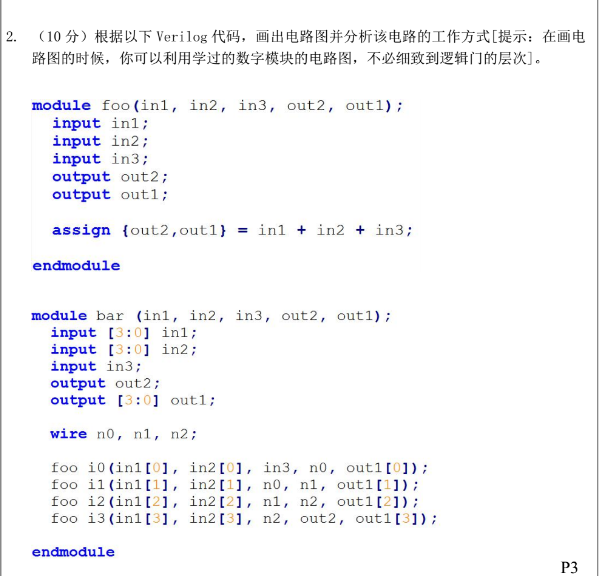 2. （10 分）根据以下 Verilog 代码，画出电路图并分析该电路的工作方式[提示：在画电
路图的时候，你可以利用学过的数字模块的电路图，不必细致到逻辑门的层次]。
module foo(in1, in2, in3, out2, out1);
input in1;
input in2;
input in3;
output out2;
output out1;
assign {out2,out1} = in1 + in2 + in3;
endmodule
module bar (in1, in2, in3, out2, out1);
input [3:0] in1;
input [3:0] in2;
input in3;
output out2;
output [3:0] out1;
wire n0, n1, n2;
foo i0(in1[0], in2[0], in3, n0, out1[0]);
foo i1(in1[1], in2[1], n0, n1, out1[1]);
foo i2(in1[2], in2[2], n1, n2, out1[2]);
foo i3(in1[3], in2[3], n2, out2, out1[3]);
endmodule
P3